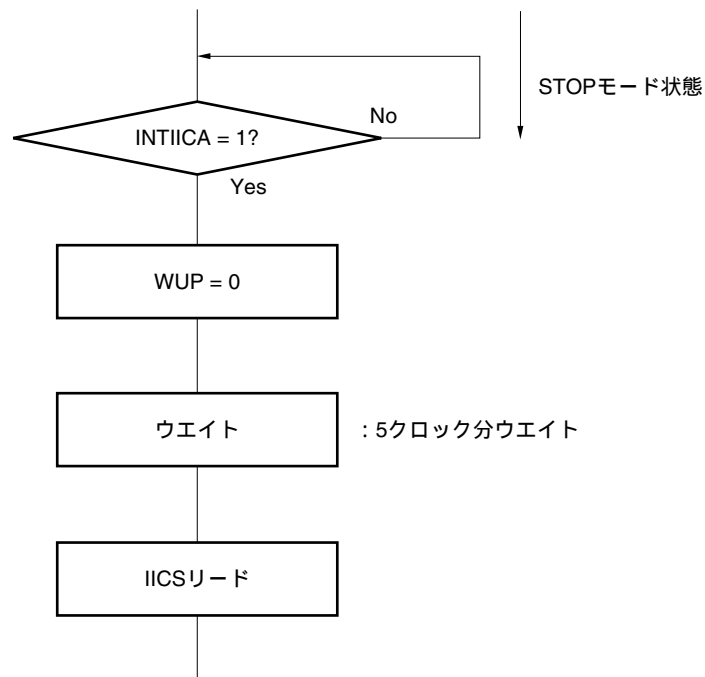 STOPモード状態
No
INTIICA = 1?
Yes
WUP = 0
ウエイト
：5クロック分ウエイト
IICSリード